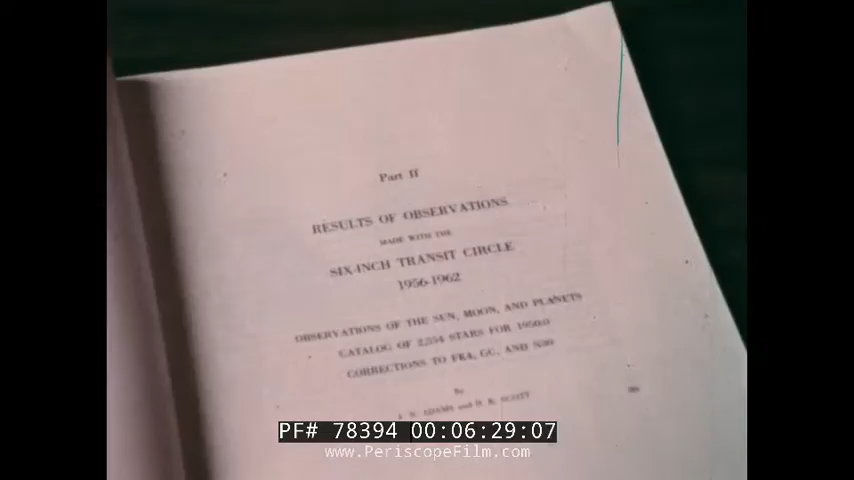 Part II
RESULTS OF OBSERVATIONS
MADE WITH THE
SIX-INCH TRANSIT CIRCLE
1956-1962
OBSERVATIONS OF THE SUN, MOON, AND PLANETS
CATALOG OF 2,554 STARS FOR 1950.0
CORRECTIONS TO FK4, GC, AND N30
By
ADAMS and
PF# 78394 00:06:29:07
www.PeriscopeFilm.com